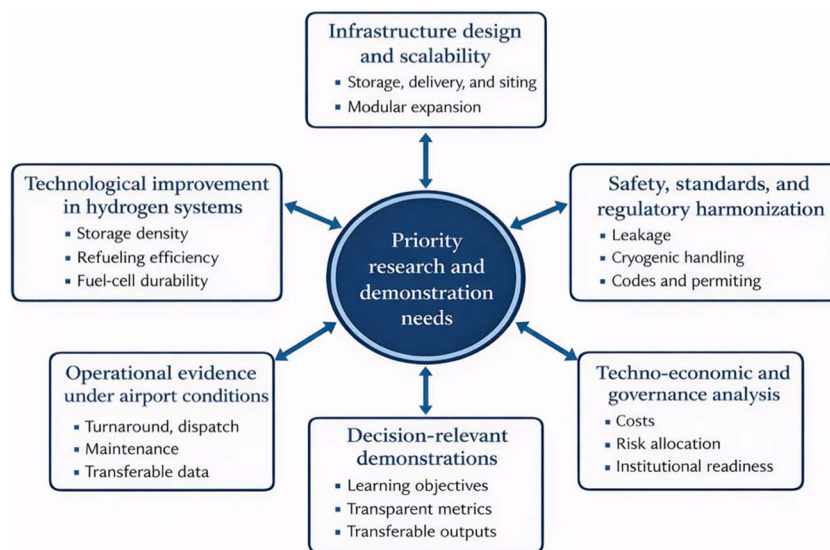 Infrastructure design
and scalability
▪ Storage, delivery, and siting
▪ Modular expansion
Technological improvement
in hydrogen systems
▪ Storage density
▪ Refueling efficiency
▪ Fuel-cell durability
Priority
research and
demonstration
needs
Safety, standards, and
regulatory harmonization
▪ Leakage
▪ Cryogenic handling
▪ Codes and permiting
Operational evidence
under airport conditions
▪ Turnaround, dispatch
▪ Maintenance
▪ Transferable data
Decision-relevant
demonstrations
▪ Learning objectives
▪ Transparent metrics
▪ Transferable outputs
Techno-economic and
governance analysis
▪ Costs
▪ Risk allocation
▪ Institutional readiness